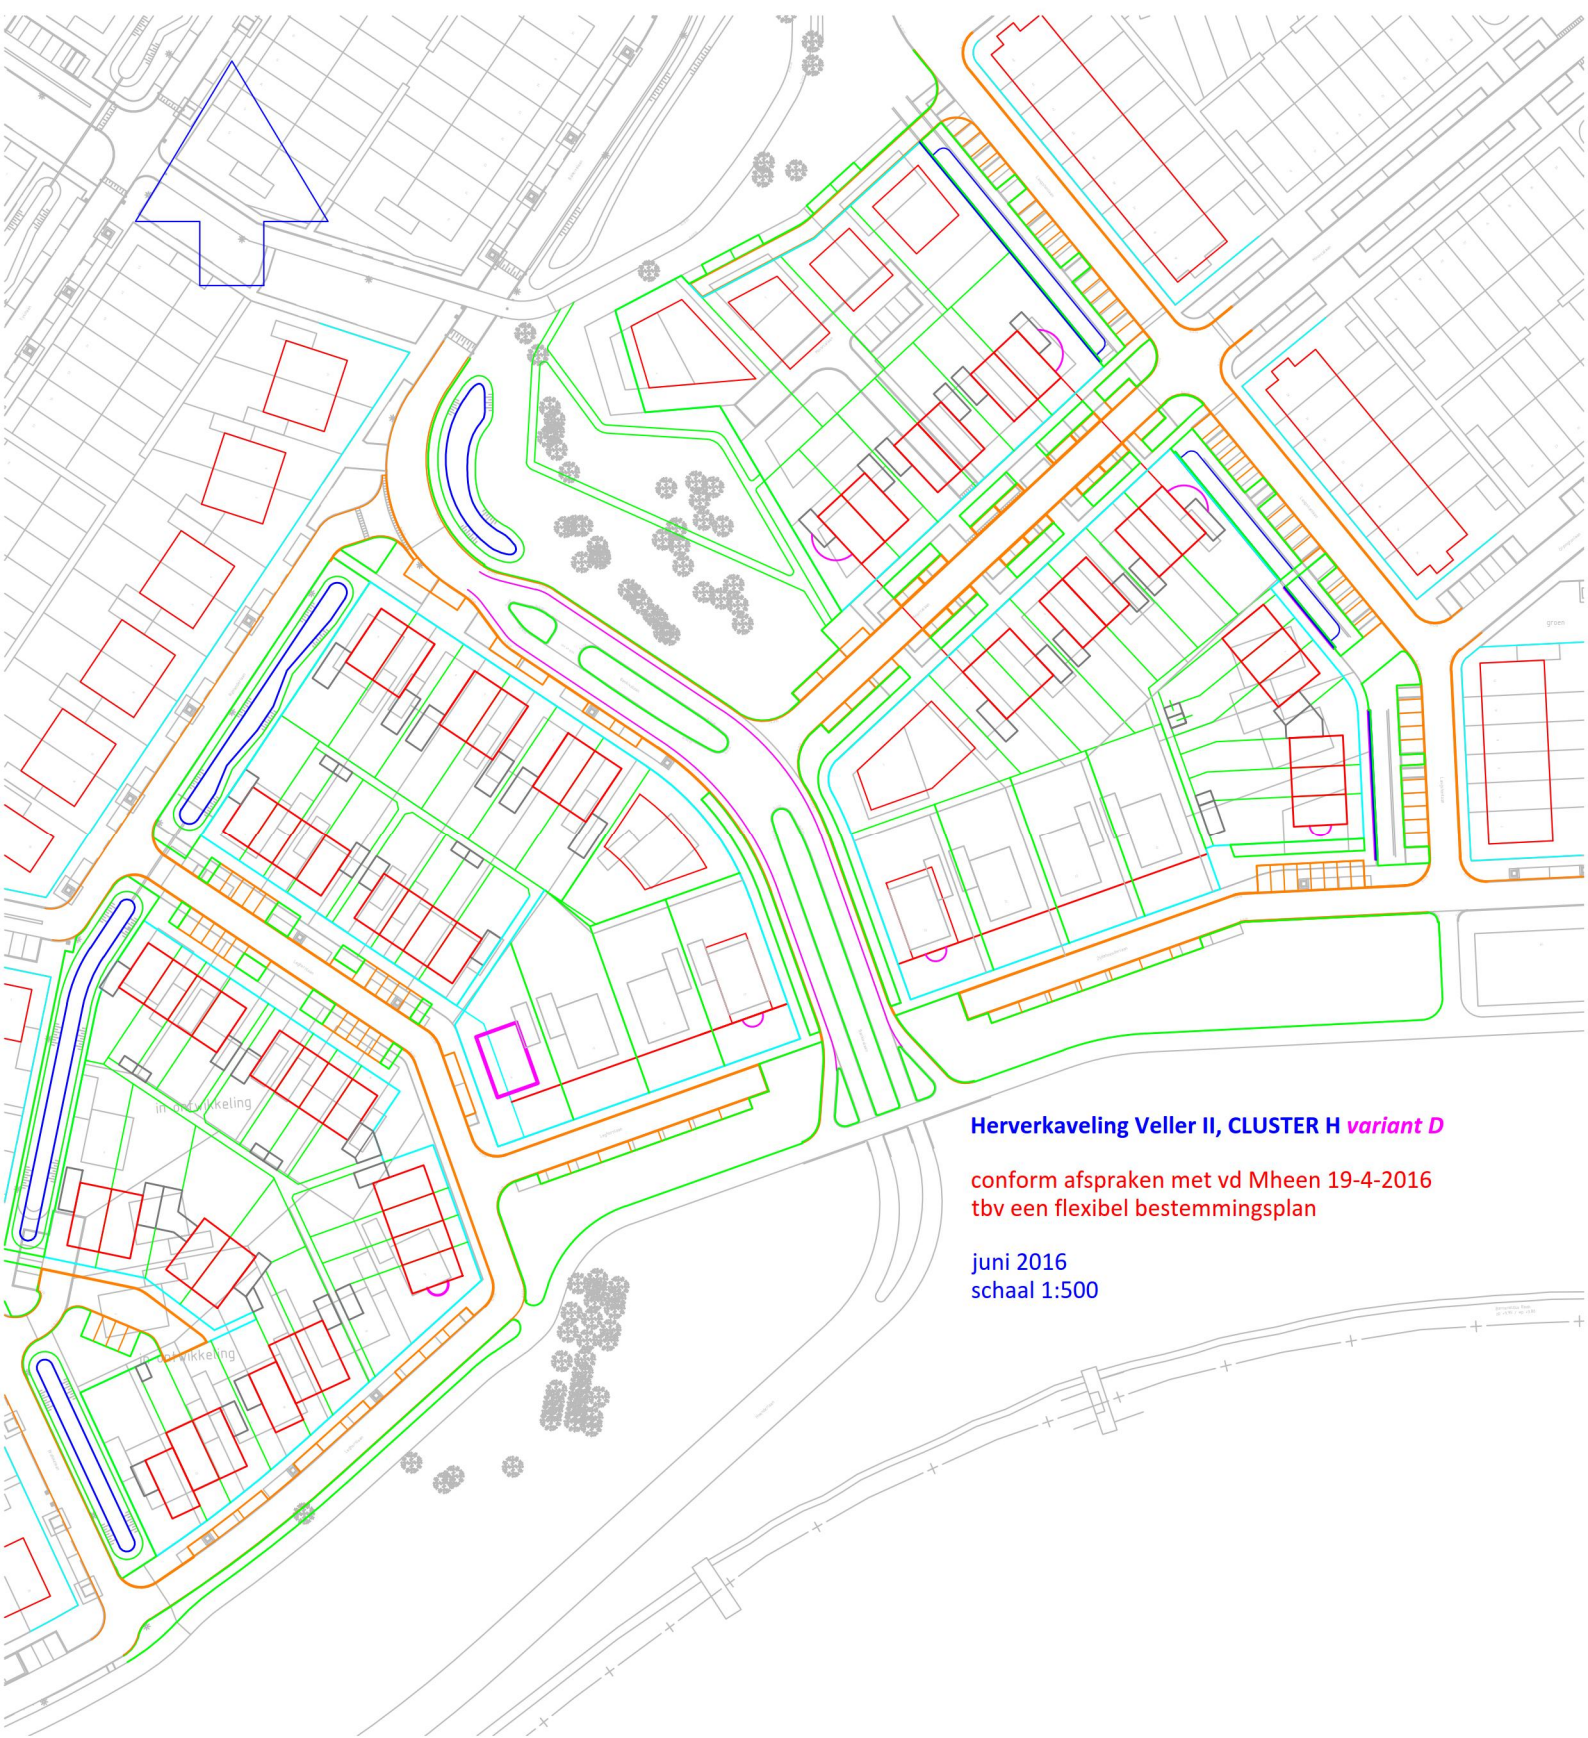 groen
in ontwikkeling
Herverkaveling Veller II, CLUSTER H variant D
conform afspraken met vd Mheen 19-4-2016
tbv een flexibel bestemmingsplan
juni 2016
schaal 1:500
in ontwikkeling